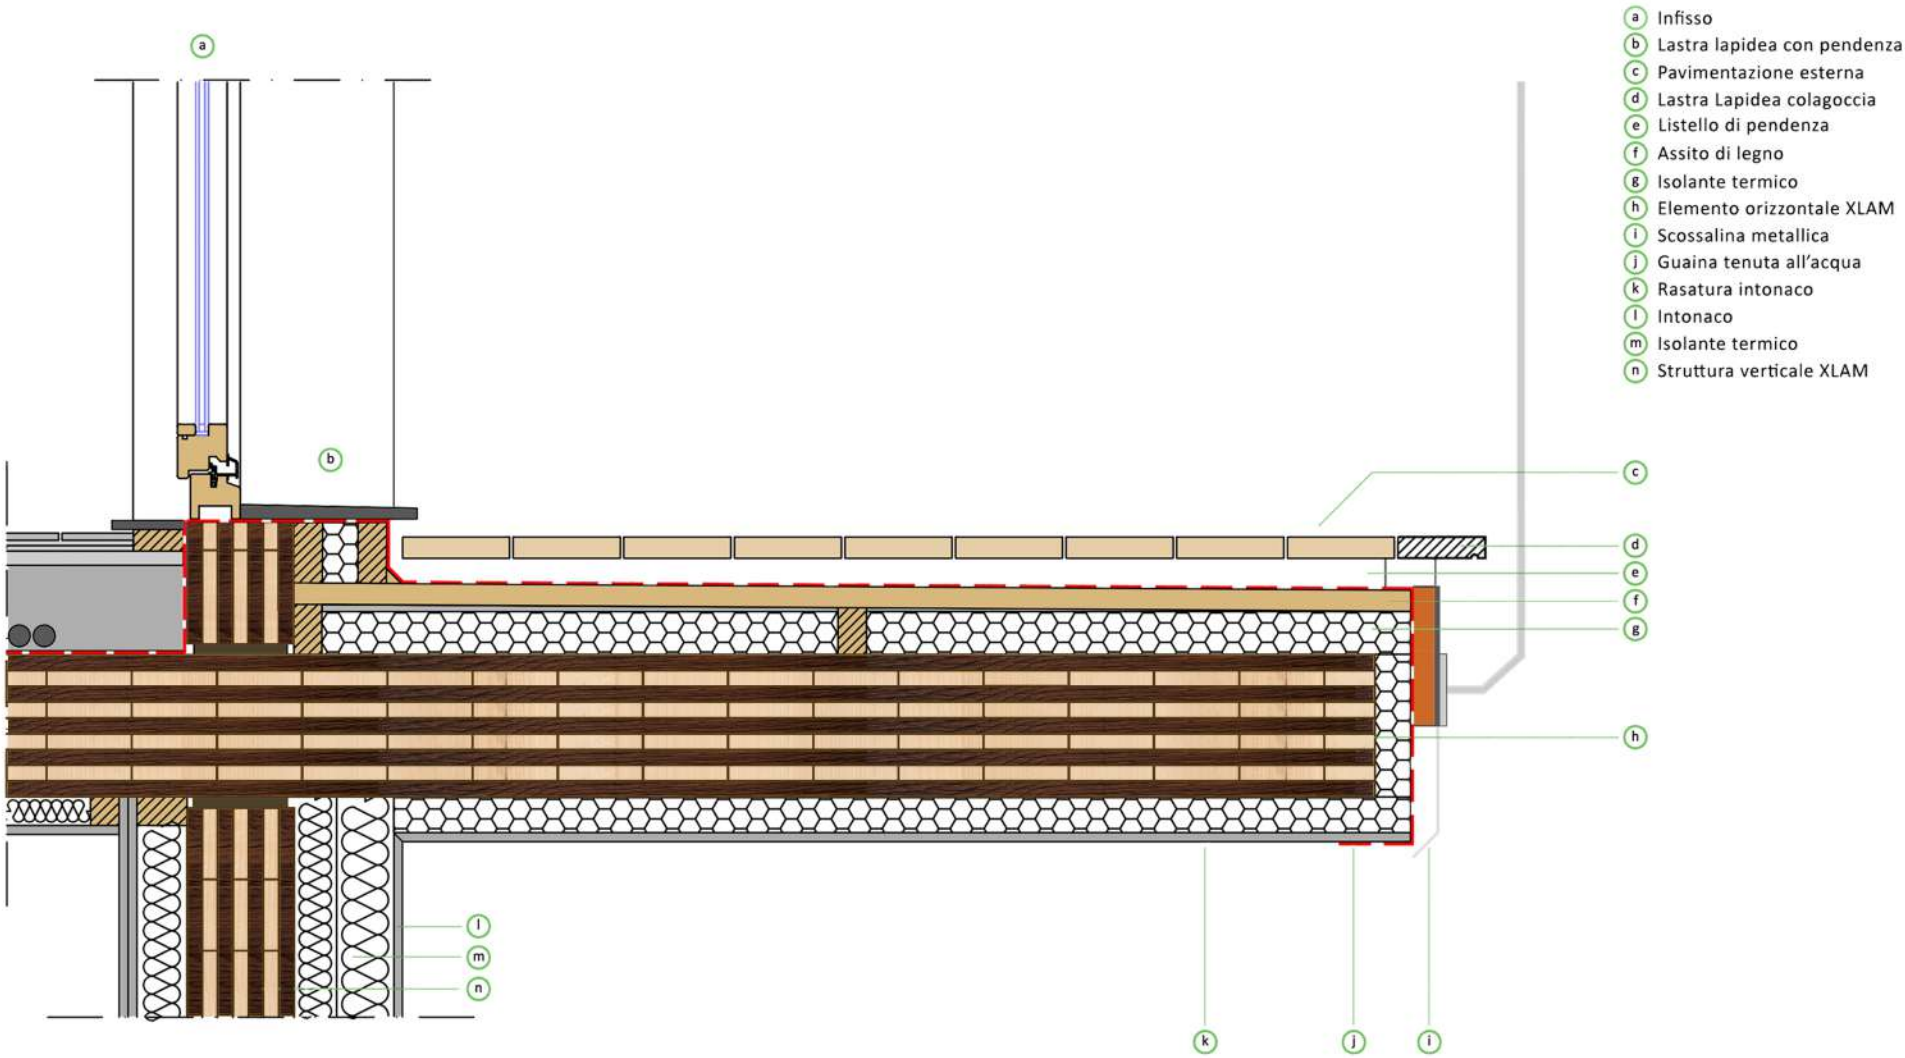 a Infisso
b Lastra lapidea con pendenza
c Pavimentazione esterna
d Lastra Lapidea colagoccia
e Listello di pendenza
f Assito di legno
g Isolante termico
h Elemento orizzontale XLAM
i Scossalina metallica
j Guaina tenuta all'acqua
k Rasatura intonaco
l Intonaco
m Isolante termico
n Struttura verticale XLAM
a
b
c
d
e
f
g
h
l
m
n
k
j
i